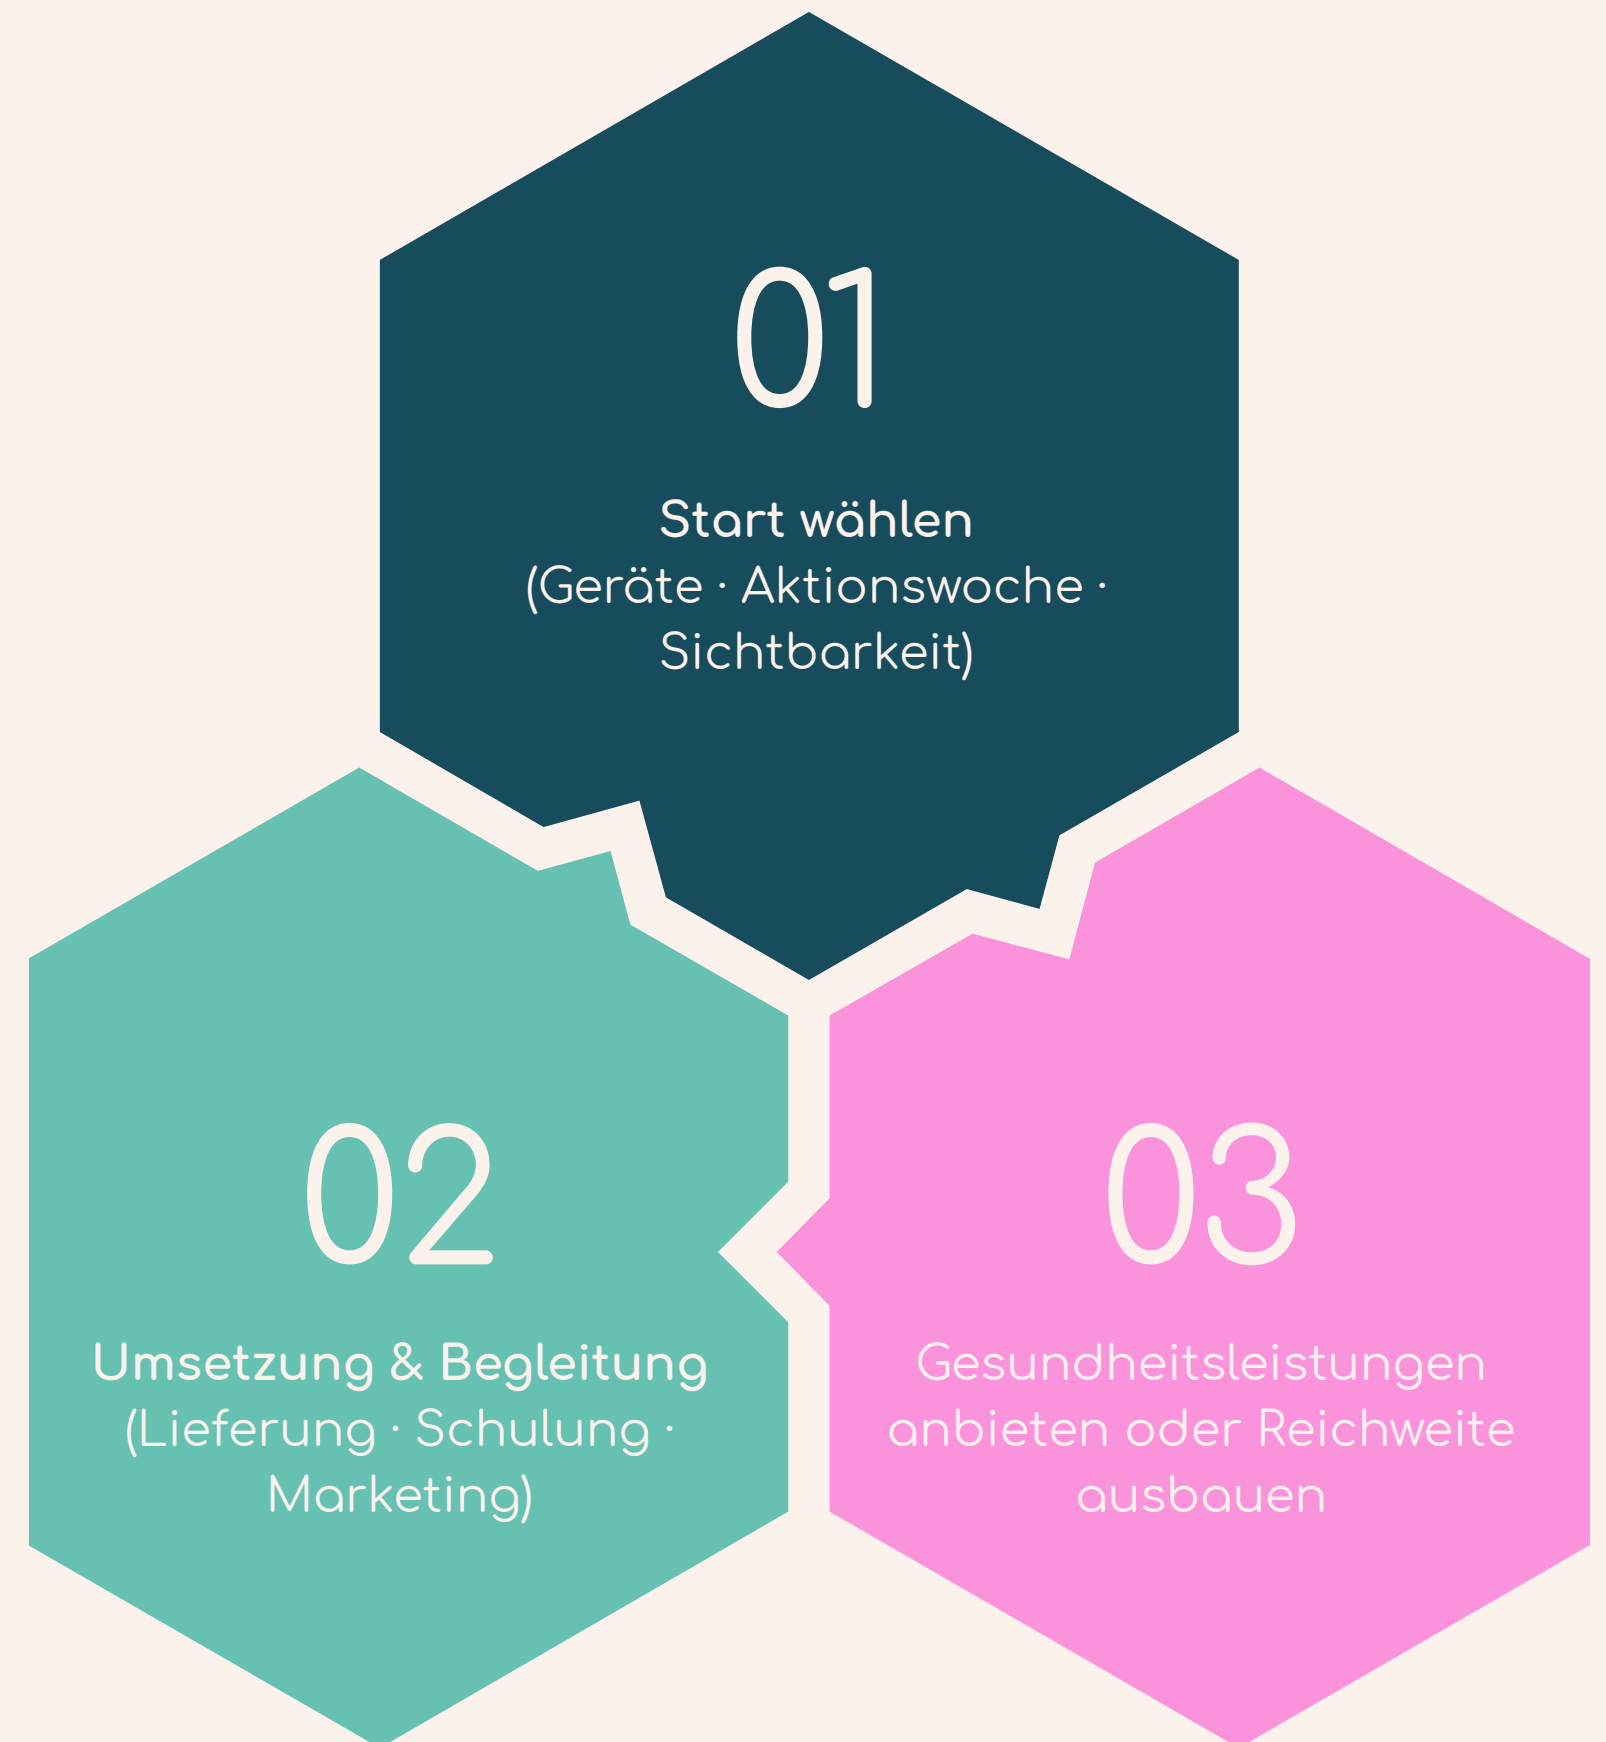 01
Start wählen
(Geräte · Aktionswoche ·
Sichtbarkeit)
02
Umsetzung & Begleitung
(Lieferung · Schulung ·
Marketing)
03
Gesundheitsleistungen
anbieten oder Reichweite
ausbauen